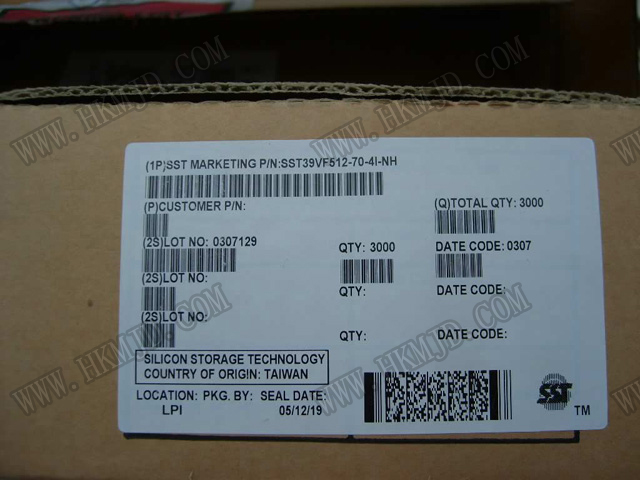 (1P)SST MARKETING P/N:SST39VF512-70-4I-NH
(P)CUSTOMER P/N:
(Q)TOTAL QTY: 3000
(2S)LOT NO: 0307129
QTY: 3000
DATE CODE: 0307
(2S)LOT NO:
QTY:
DATE CODE:
(2S)LOT NO:
QTY:
DATE CODE:
SILICON STORAGE TECHNOLOGY
COUNTRY OF ORIGIN: TAIWAN
LOCATION: PKG. BY: SEAL DATE:
LPI 05/12/19
SST TM
WWW.HKMJD.COM
WWW.HKMJD.COM
WWW.HKMJD.COM
WWW.HKMJD.COM
WWW.HKMJD.COM
WWW.HKMJD.COM